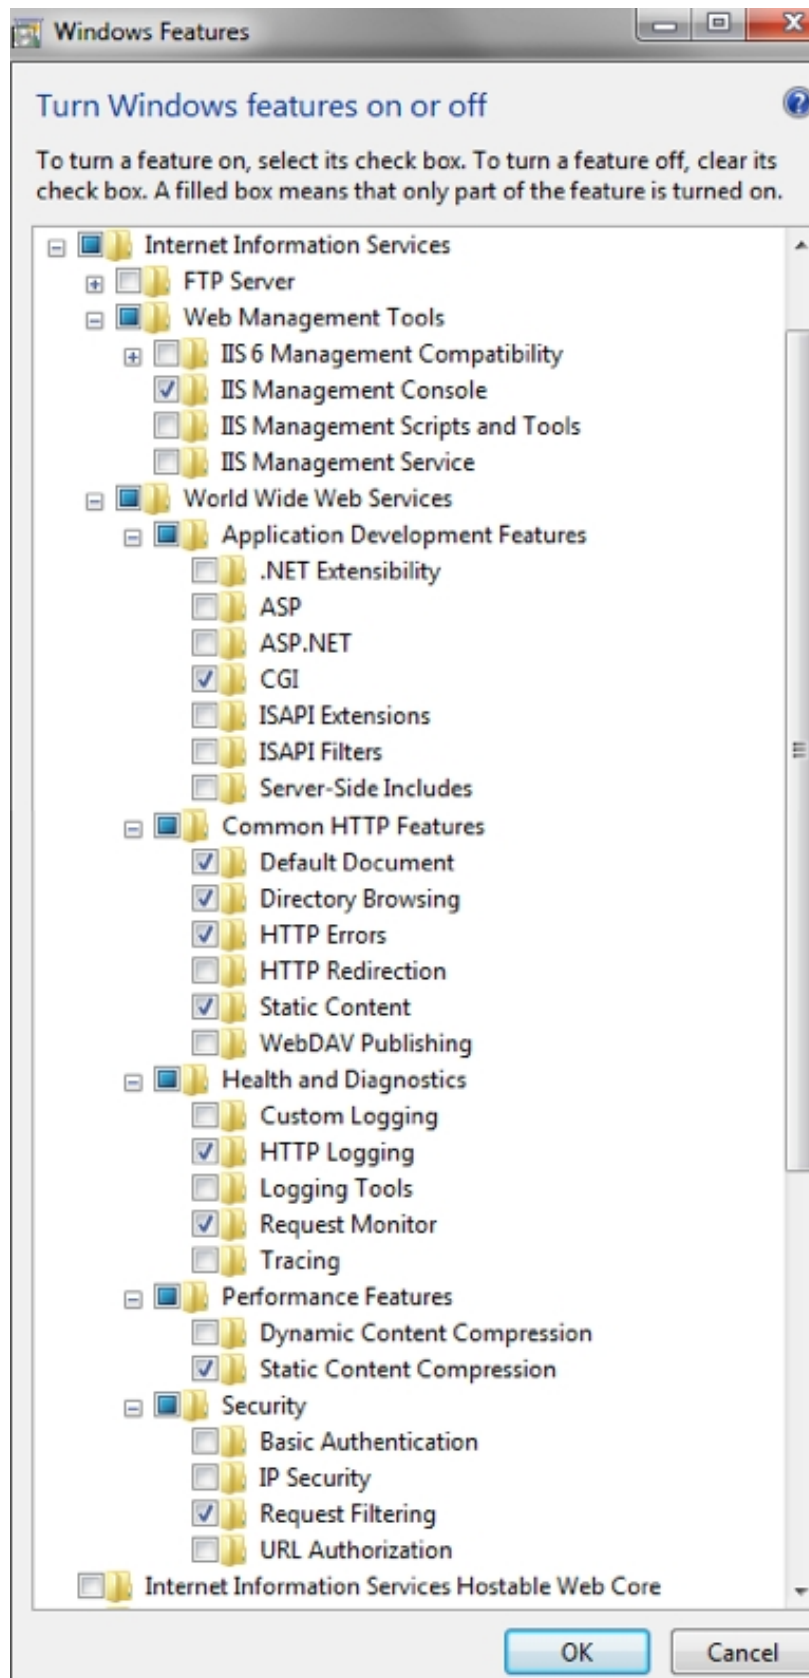 Windows Features
Turn Windows features on or off
To turn a feature on, select its check box. To turn a feature off, clear its
check box. A filled box means that only part of the feature is turned on.
Internet Information Services
FTP Server
Web Management Tools
IIS 6 Management Compatibility
IIS Management Console
IIS Management Scripts and Tools
IIS Management Service
World Wide Web Services
Application Development Features
.NET Extensibility
ASP
ASP.NET
CGI
ISAPI Extensions
ISAPI Filters
Server-Side Includes
Common HTTP Features
Default Document
Directory Browsing
HTTP Errors
HTTP Redirection
Static Content
WebDAV Publishing
Health and Diagnostics
Custom Logging
HTTP Logging
Logging Tools
Request Monitor
Tracing
Performance Features
Dynamic Content Compression
Static Content Compression
Security
Basic Authentication
IP Security
Request Filtering
URL Authorization
Internet Information Services Hostable Web Core
OK Cancel